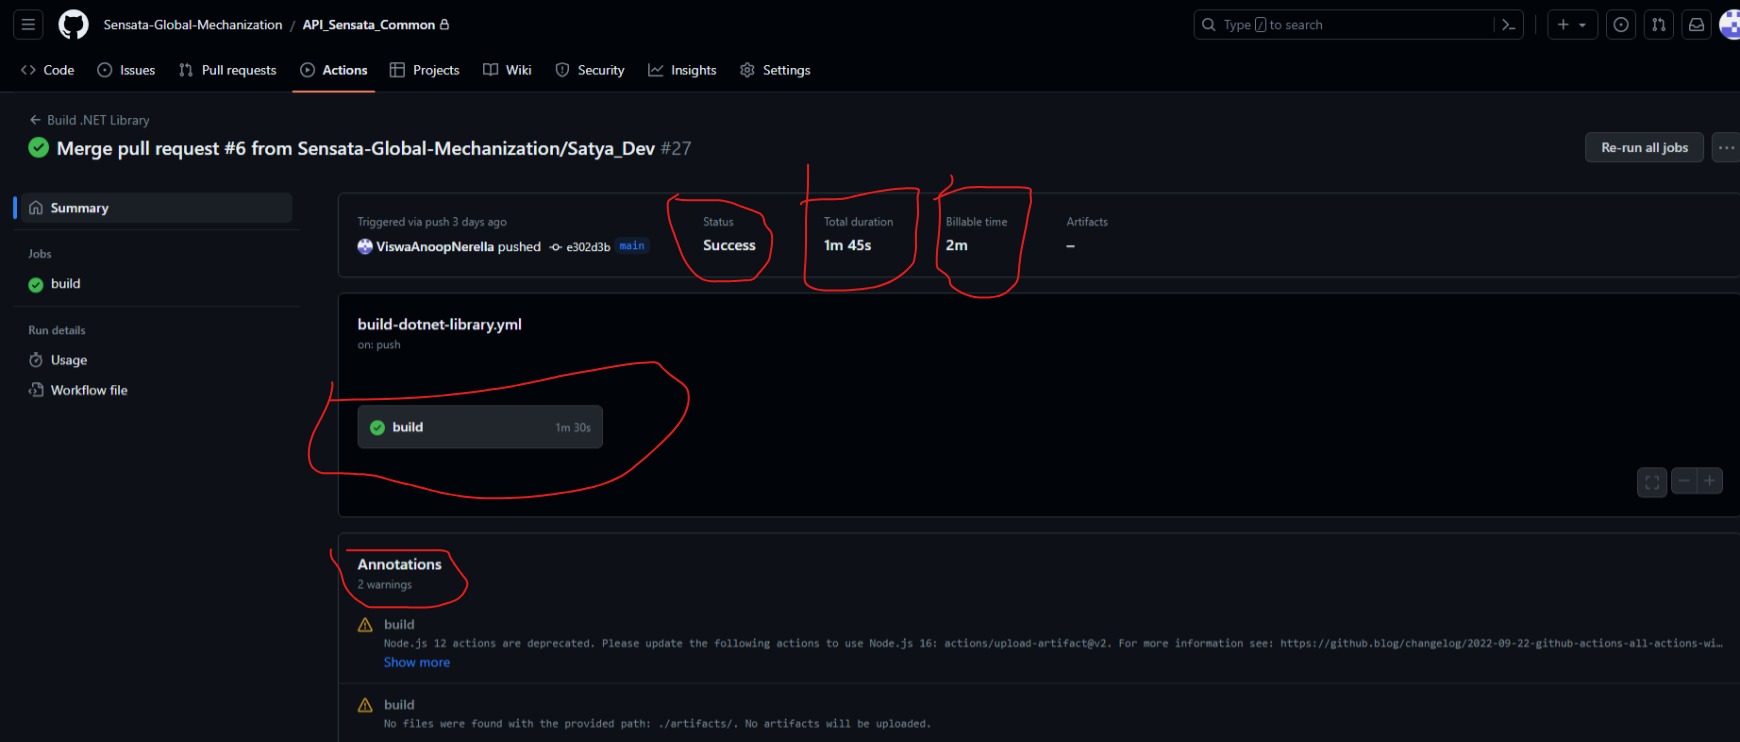 Sensata-Global-Mechanization / API_Sensata_Common
Type / to search
Code Issues Pull requests Actions Projects Wiki Security Insights Settings
← Build .NET Library
Merge pull request #6 from Sensata-Global-Mechanization/Satya_Dev #27
Re-run all jobs
Summary
Jobs
build
Run details
Usage
Workflow file
Triggered via push 3 days ago
ViswaAnoopNerella pushed e302d3b main
Status
Success
Total duration
1m 45s
Billable time
2m
Artifacts
–
build-dotnet-library.yml
on: push
build 1m 30s
Annotations
2 warnings
build
Node.js 12 actions are deprecated. Please update the following actions to use Node.js 16: actions/upload-artifact@v2. For more information see: https://github.blog/changelog/2022-09-22-github-actions-all-actions-wi…
Show more
build
No files were found with the provided path: ./artifacts/. No artifacts will be uploaded.